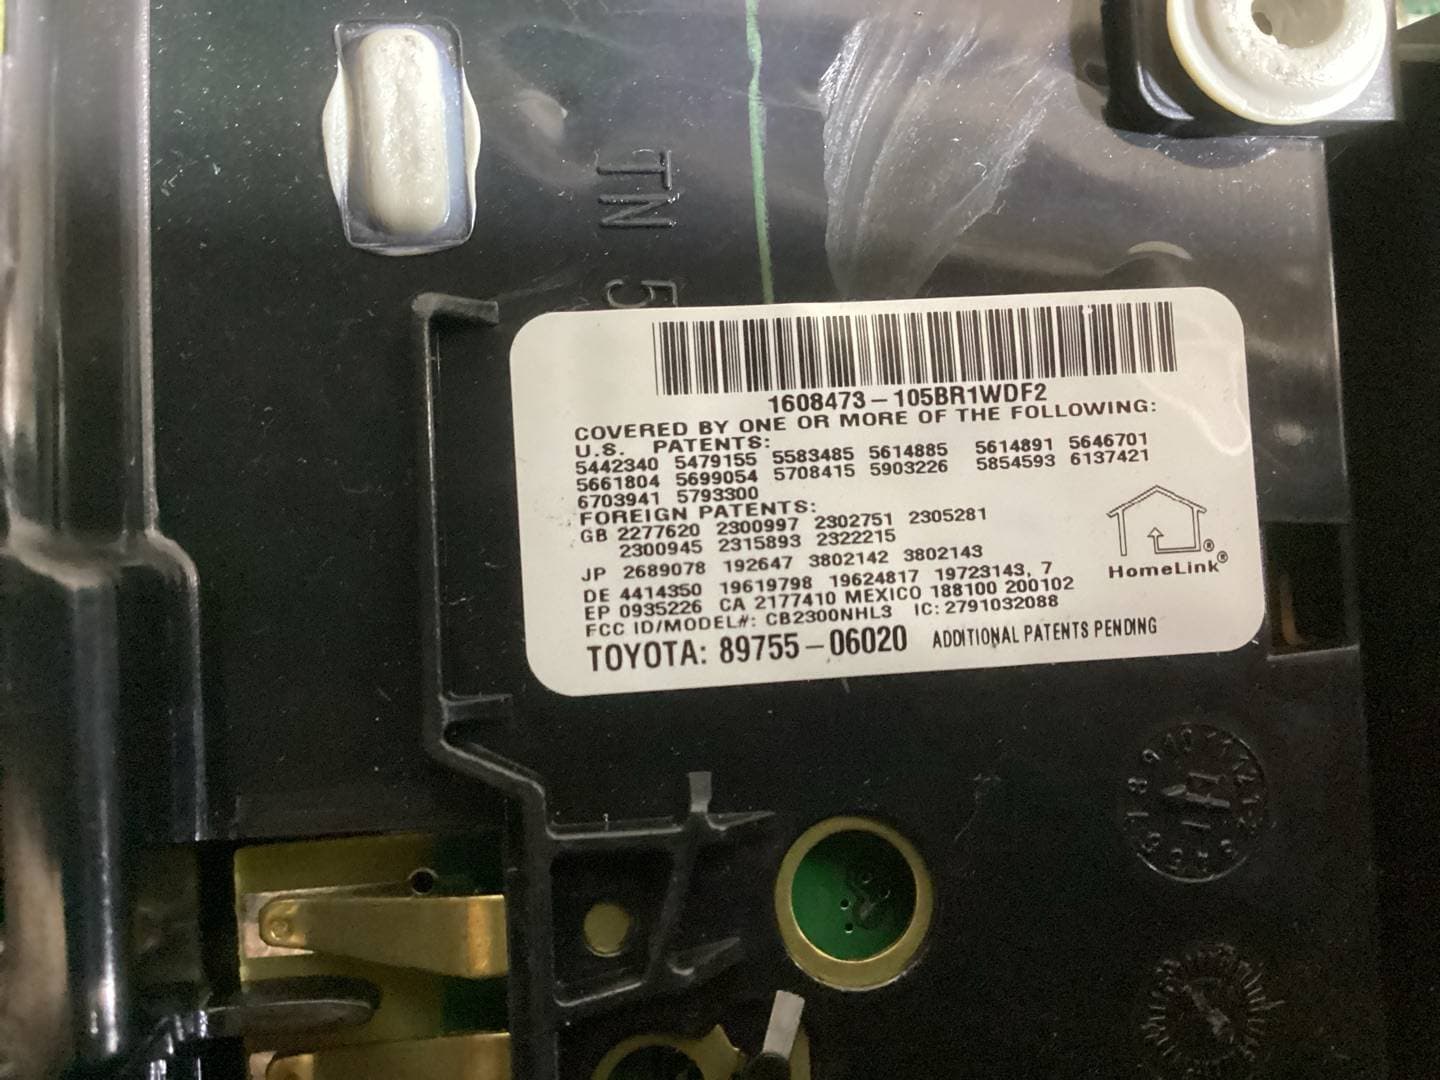 TN 5
1608473-105BR1WDF2
COVERED BY ONE OR MORE OF THE FOLLOWING:
U.S. PATENTS:
5442340 5479155 5583485 5614885 5614891 5646701
5661804 5699054 5708415 5903226 5854593 6137421
6703941 5793300
FOREIGN PATENTS:
GB 2277620 2300997 2302751 2305281
2300945 2315893 2322215
JP 2689078 192647 3802142 3802143
DE 4414350 19619798 19624817 19723143, 7
EP 0935226 CA 2177410 MEXICO 188100 200102
FCC ID/MODEL#: CB2300NHL3 IC: 2791032088
TOYOTA: 89755-06020 ADDITIONAL PATENTS PENDING
HomeLink®